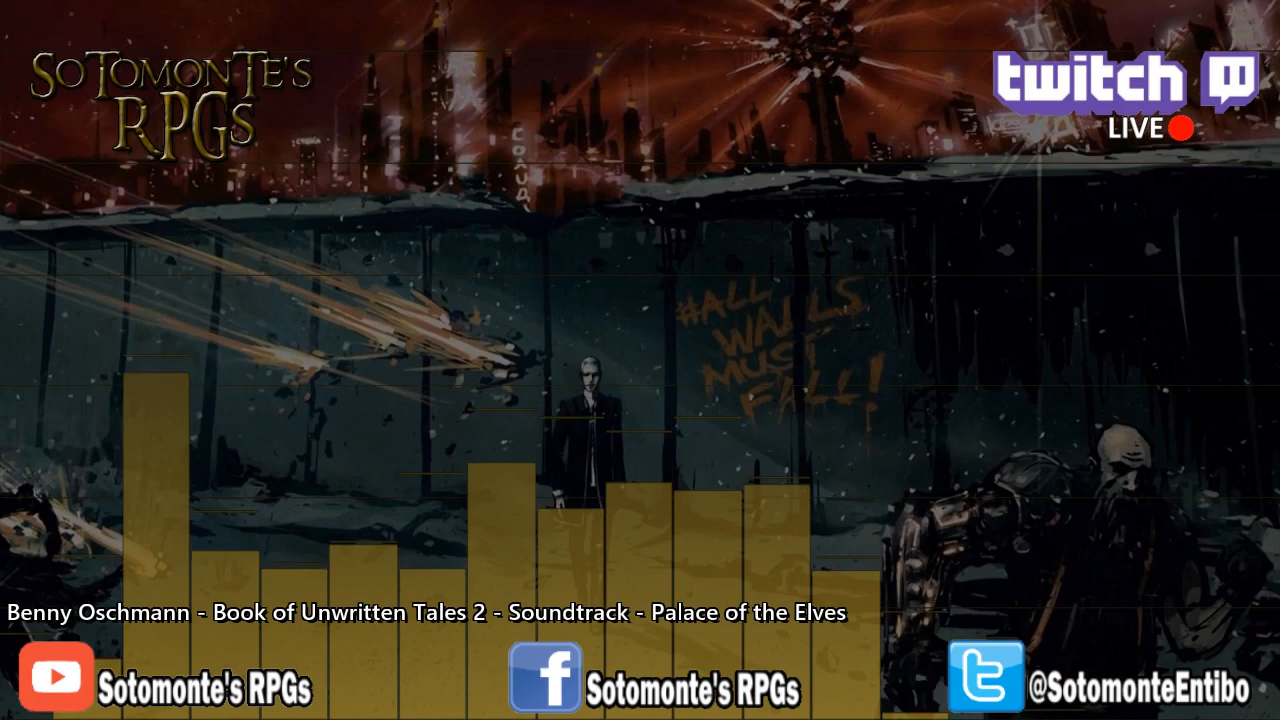 SOTOMONTE'S
RPGS
twitch
LIVE
#ALL
WALLS
MUST
FALL!
Benny Oschmann - Book of Unwritten Tales 2 - Soundtrack - Palace of the Elves
Sotomonte's RPGs
Sotomonte's RPGs
@SotomonteEntibo